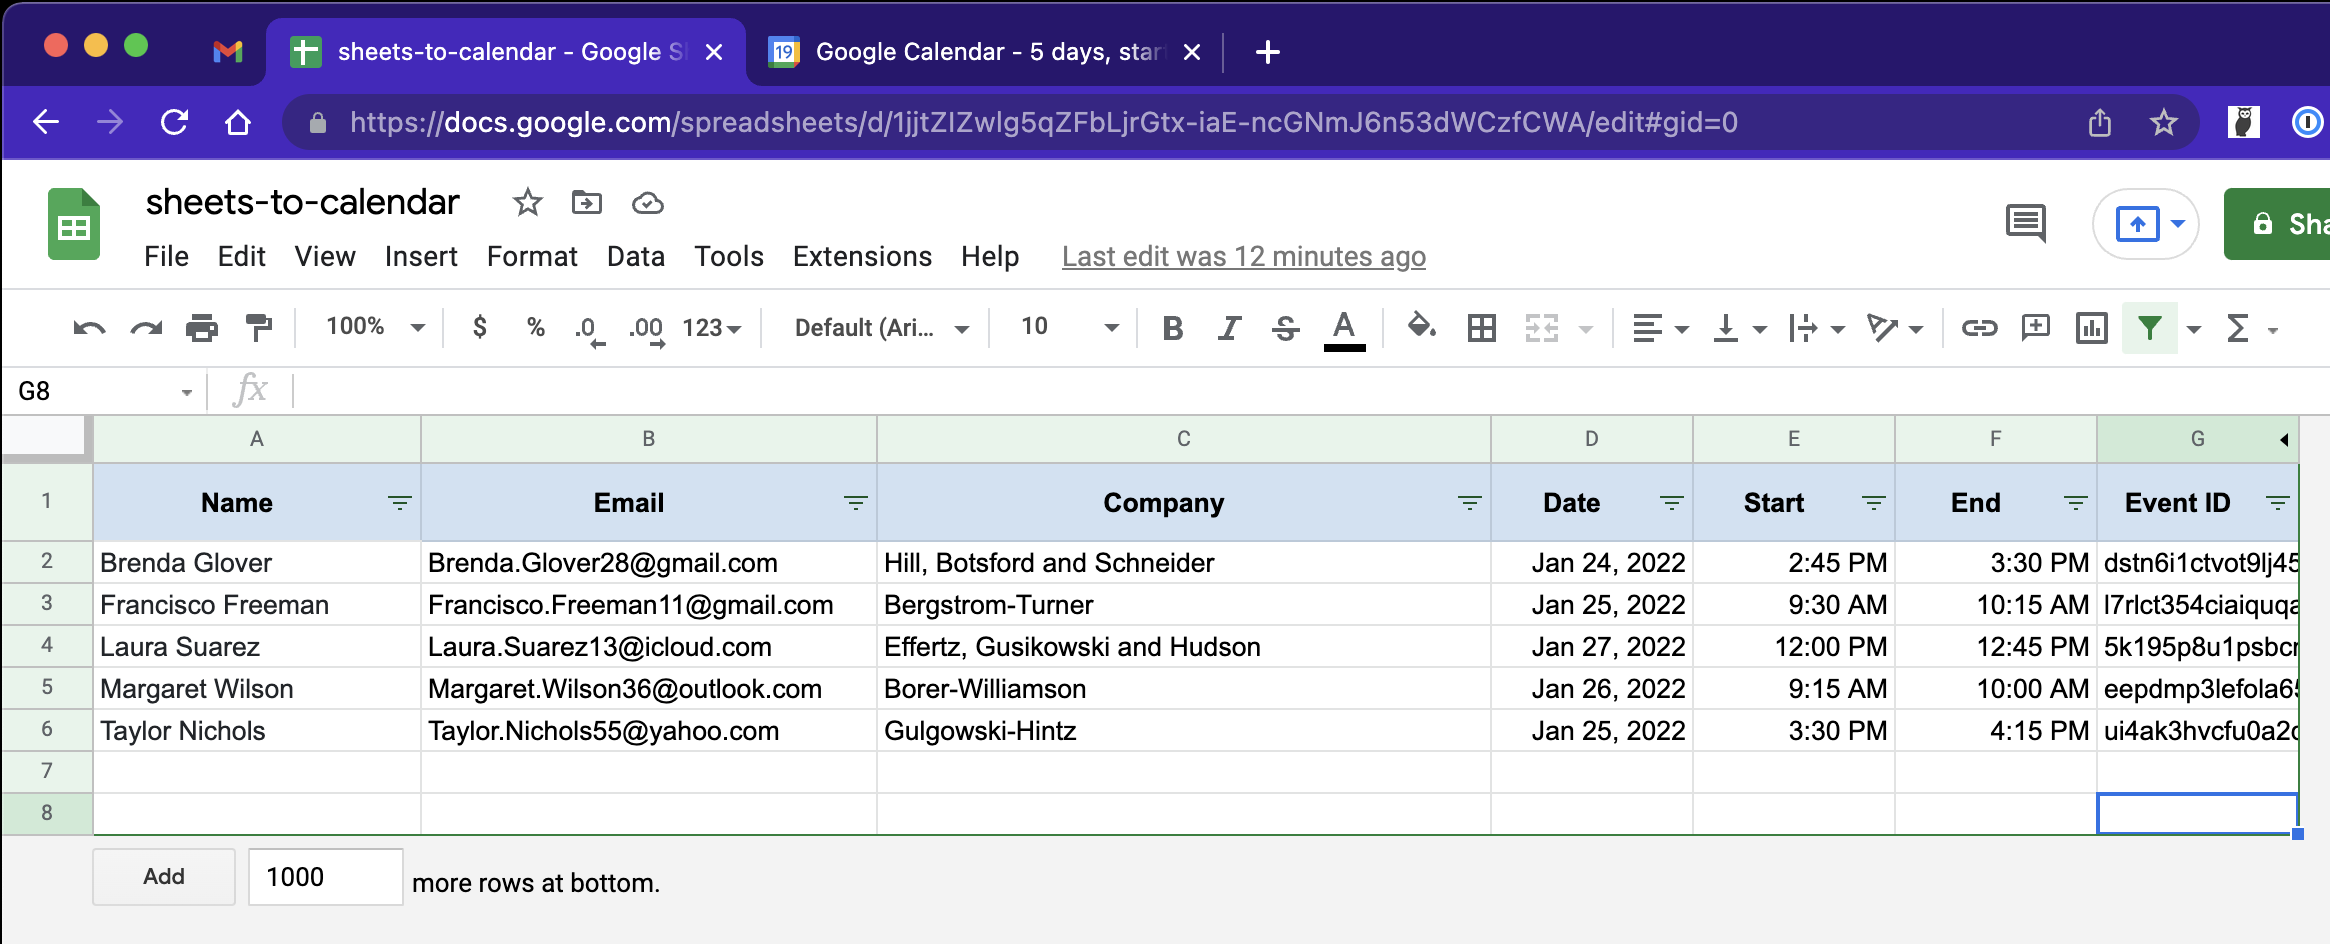 sheets-to-calendar - Google S
19 Google Calendar - 5 days, star
https://docs.google.com/spreadsheets/d/1jjtZIZwlg5qZFbLjrGtx-iaE-ncGNmJ6n53dWCzfCWA/edit#gid=0
sheets-to-calendar
File Edit View Insert Format Data Tools Extensions Help Last edit was 12 minutes ago
Sha
100% $ % .0 .00 123 Default (Ari... 10 B I S A Σ
G8 fx
A B C D E F G
1 Name Email Company Date Start End Event ID
2 Brenda Glover Brenda.Glover28@gmail.com Hill, Botsford and Schneider Jan 24, 2022 2:45 PM 3:30 PM dstn6i1ctvot9lj45
3 Francisco Freeman Francisco.Freeman11@gmail.com Bergstrom-Turner Jan 25, 2022 9:30 AM 10:15 AM l7rlct354ciaiquqa
4 Laura Suarez Laura.Suarez13@icloud.com Effertz, Gusikowski and Hudson Jan 27, 2022 12:00 PM 12:45 PM 5k195p8u1psbcr
5 Margaret Wilson Margaret.Wilson36@outlook.com Borer-Williamson Jan 26, 2022 9:15 AM 10:00 AM eepdmp3lefola65
6 Taylor Nichols Taylor.Nichols55@yahoo.com Gulgowski-Hintz Jan 25, 2022 3:30 PM 4:15 PM ui4ak3hvcfu0a2c
7
8
Add 1000 more rows at bottom.